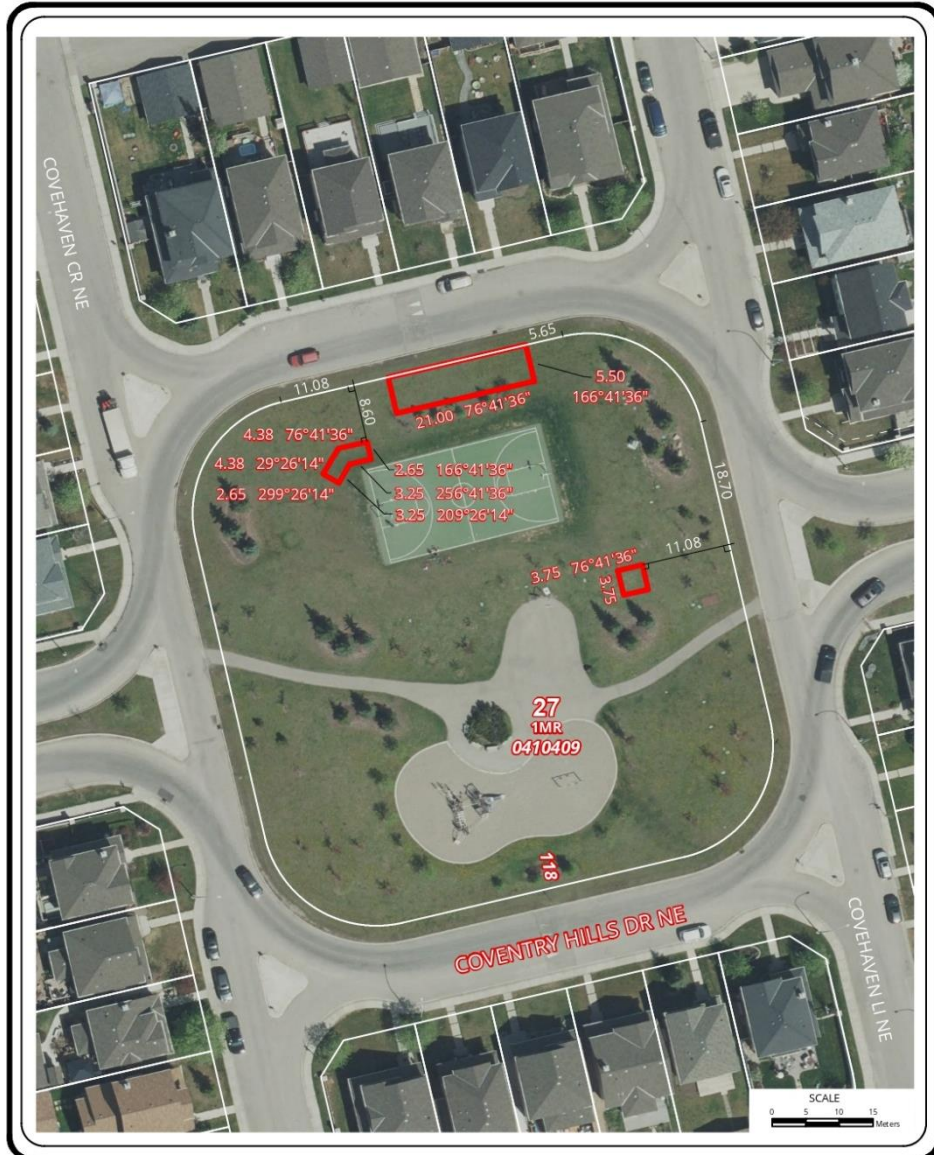 COVEHAVEN CR NE
5.65
11.08
5.50
166°41'36"
8.60
21.00 76°41'36"
4.38 76°41'36"
4.38 29°26'14"
2.65 299°26'14"
2.65 166°41'36"
3.25 256°41'36"
3.25 209°26'14"
18.70
11.08
3.75 76°41'36"
3.75
27
1MR
0410409
118
COVENTRY HILLS DR NE
COVEHAVEN LI NE
SCALE
0 5 10 15
Meters